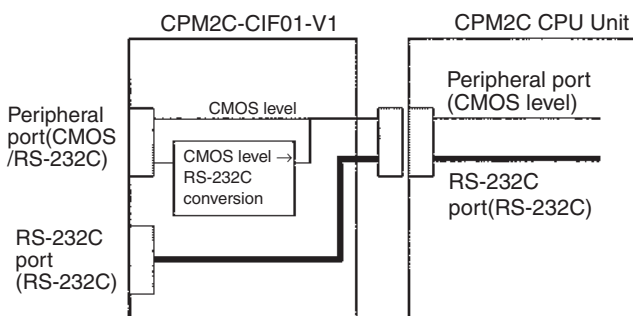 CPM2C-CIF01-V1
CPM2C CPU Unit
Peripheral
port(CMOS
/RS-232C)
CMOS level
CMOS level →
RS-232C
conversion
RS-232C
port
(RS-232C)
Peripheral port
(CMOS level)
RS-232C
port(RS-232C)